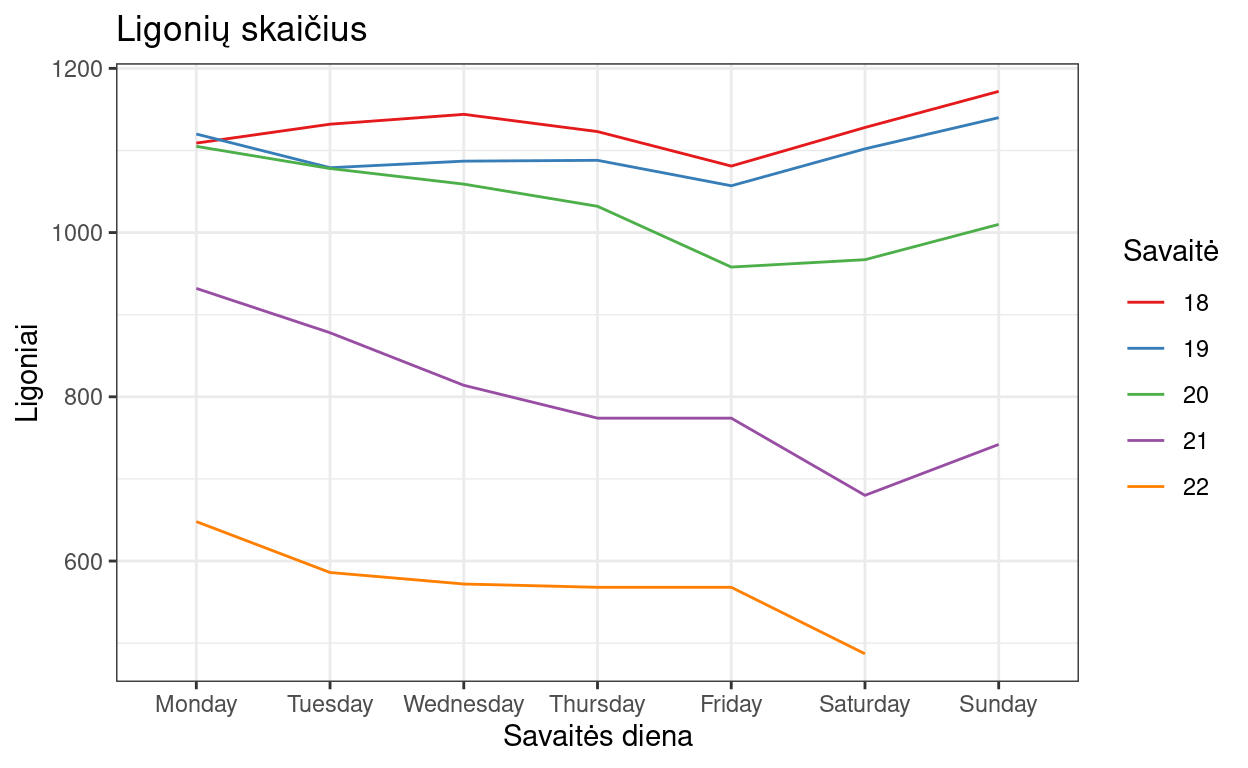 Ligonių skaičius
1200
1000
800
600
Ligoniai
Monday Tuesday Wednesday Thursday Friday Saturday Sunday
Savaitės diena
Savaitė
18
19
20
21
22